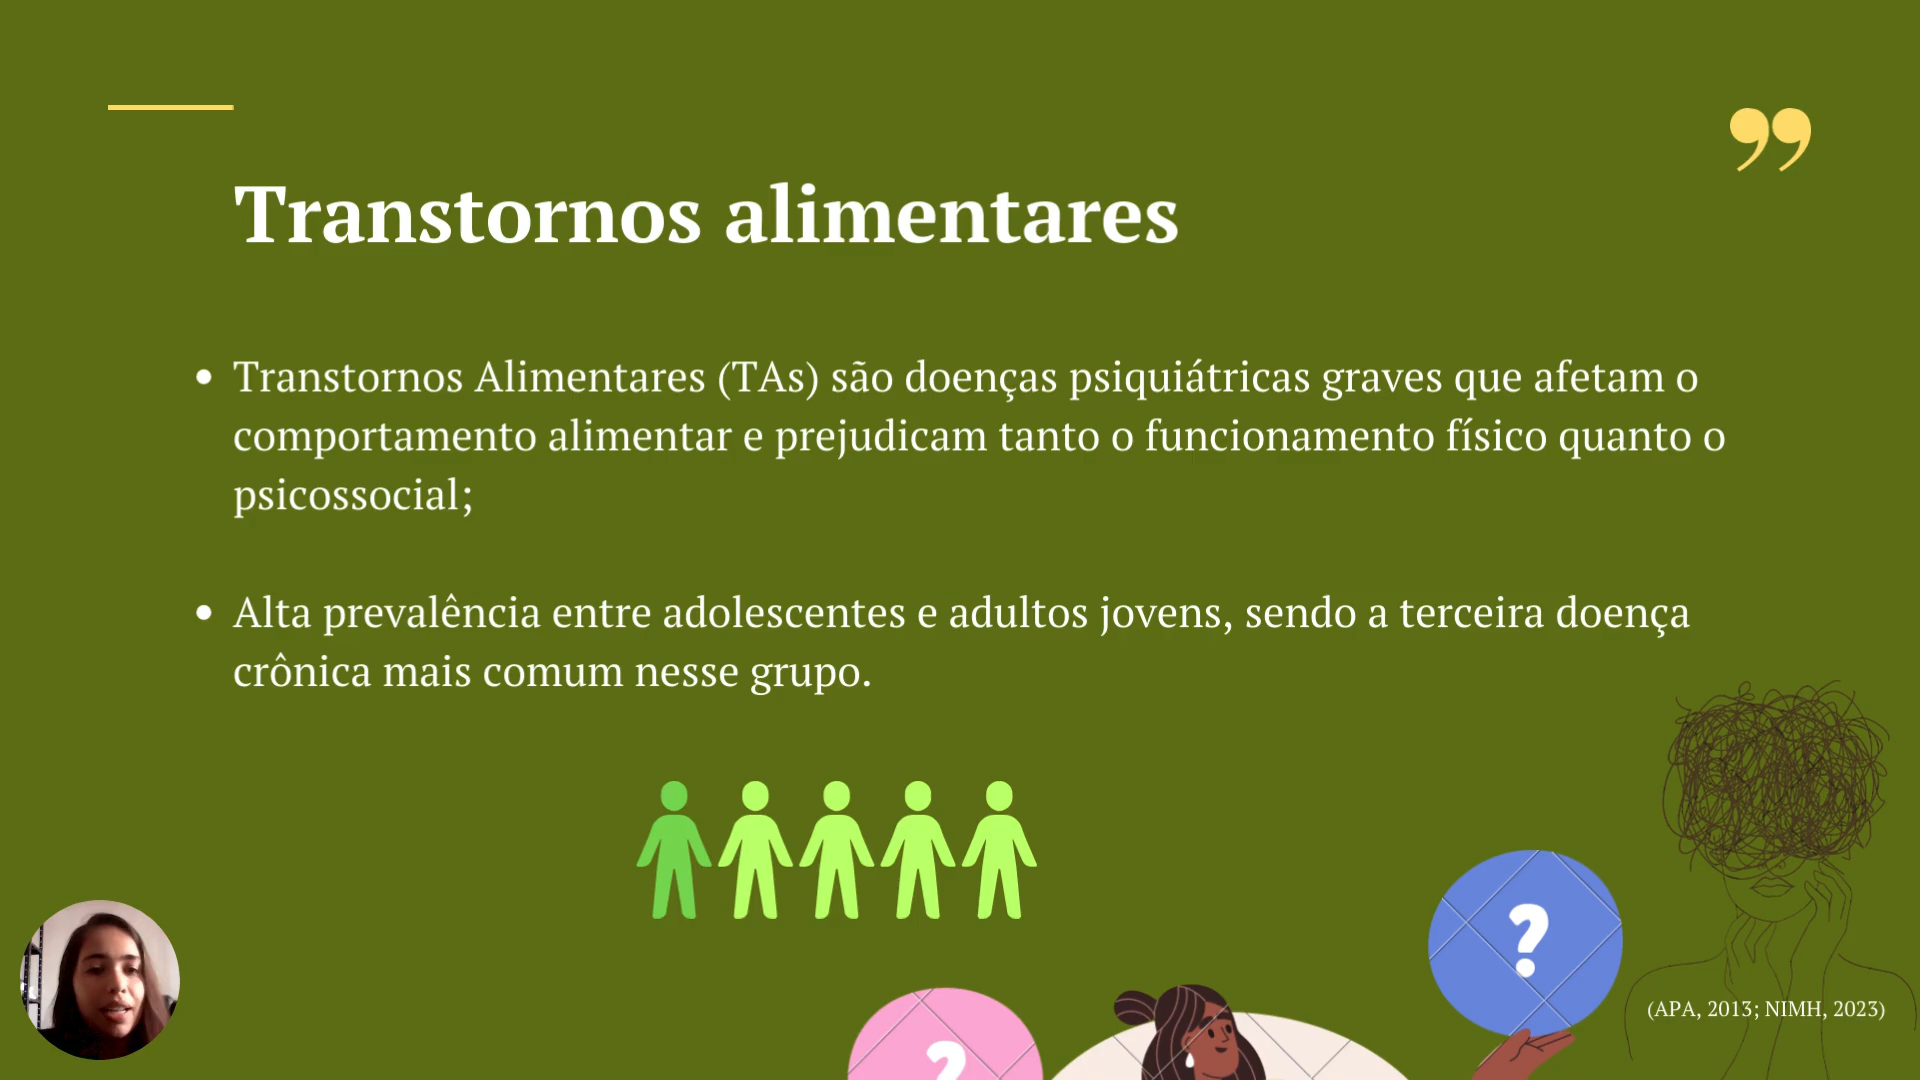 Transtornos alimentares
• Transtornos Alimentares (TAs) são doenças psiquiátricas graves que afetam o
comportamento alimentar e prejudicam tanto o funcionamento físico quanto o
psicossocial;
• Alta prevalência entre adolescentes e adultos jovens, sendo a terceira doença
crônica mais comum nesse grupo.
?
?
(APA, 2013; NIMH, 2023)